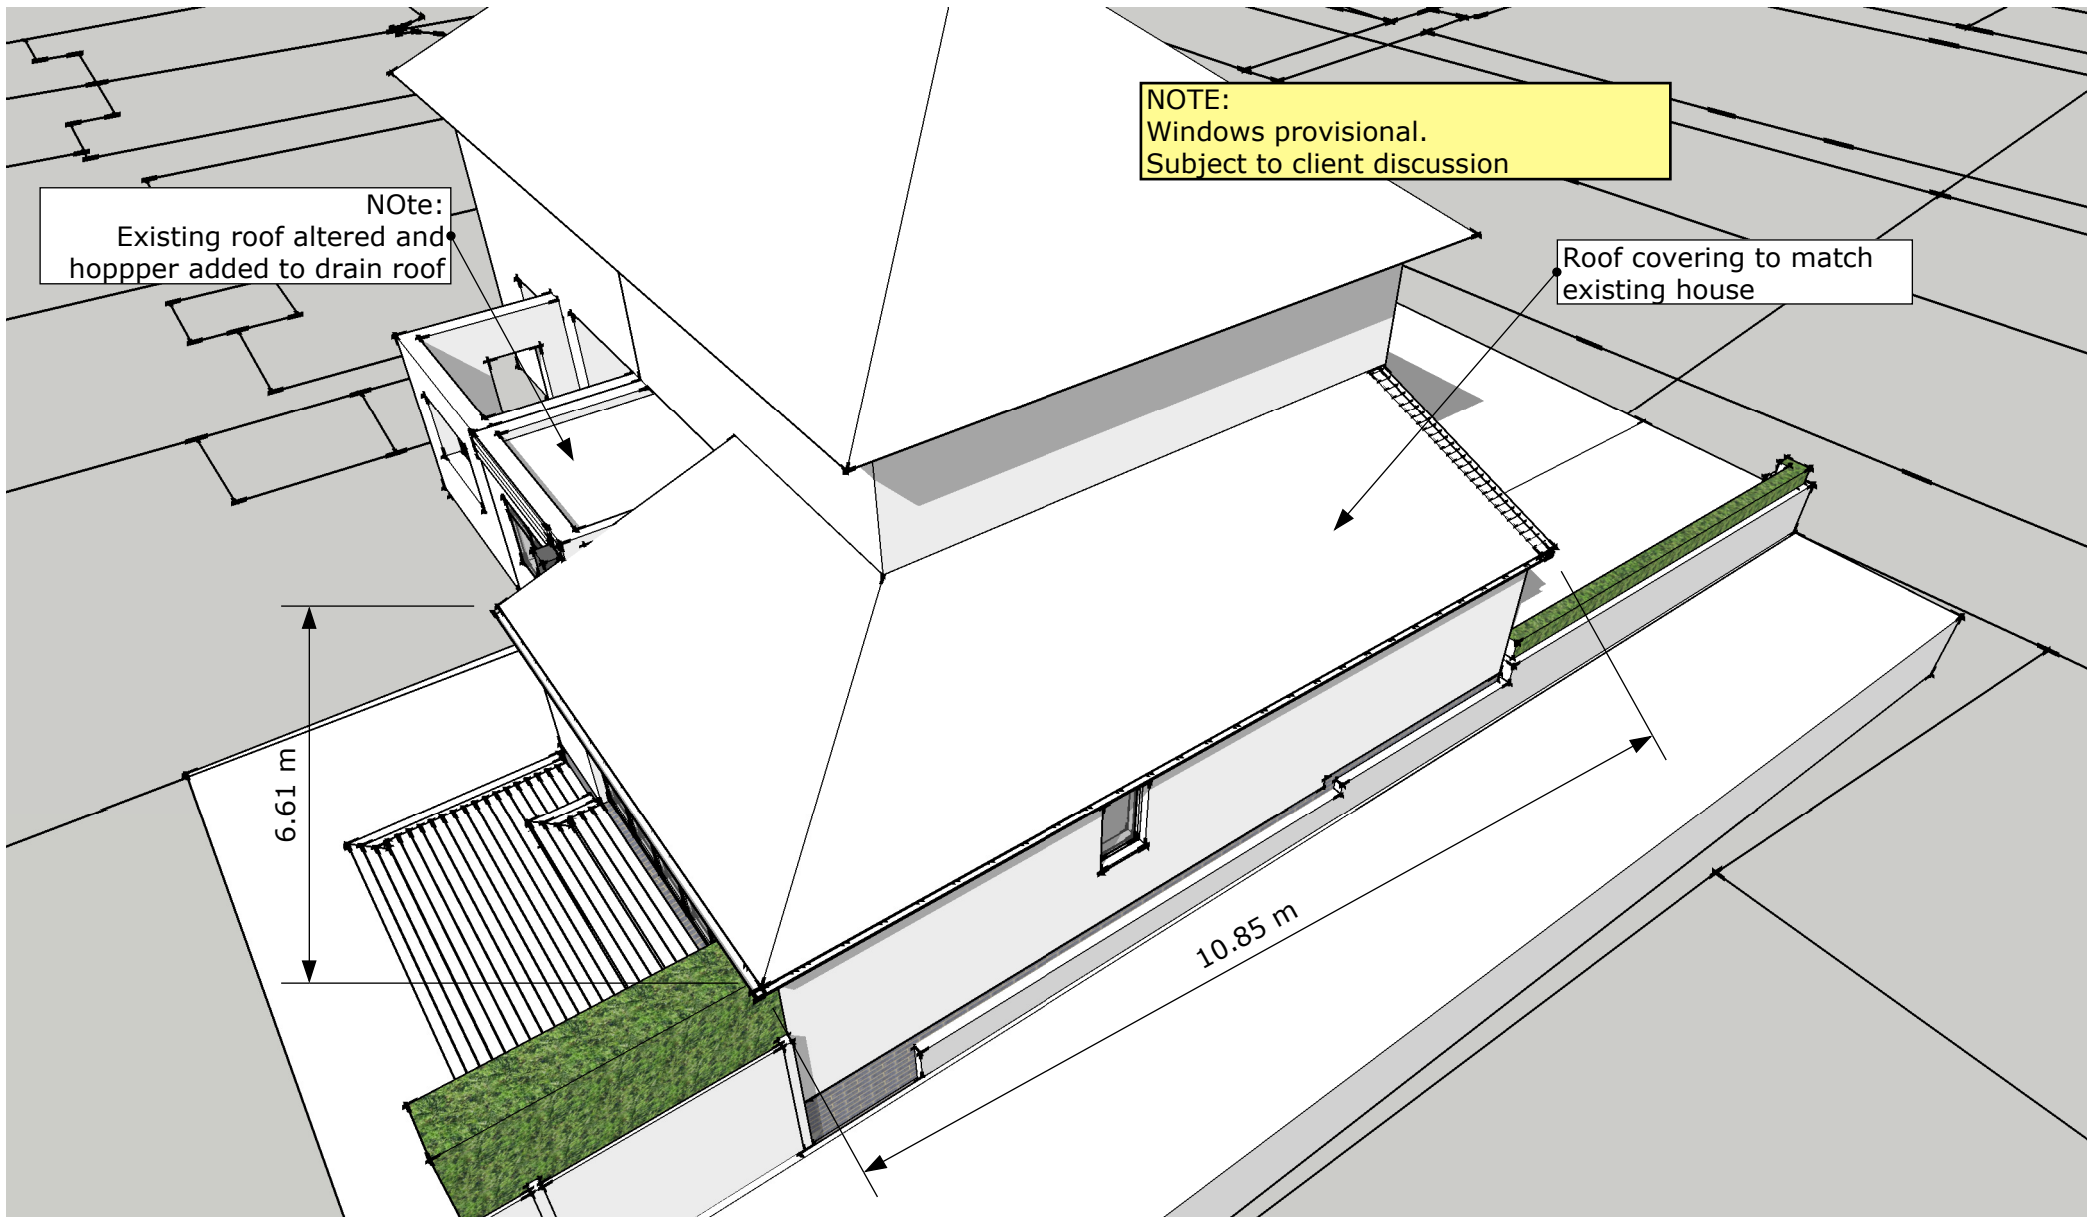 NOTE:
Windows provisional.
Subject to client discussion
NOte:
Existing roof altered and
hoppper added to drain roof
Roof covering to match
existing house
6.61 m
10.85 m